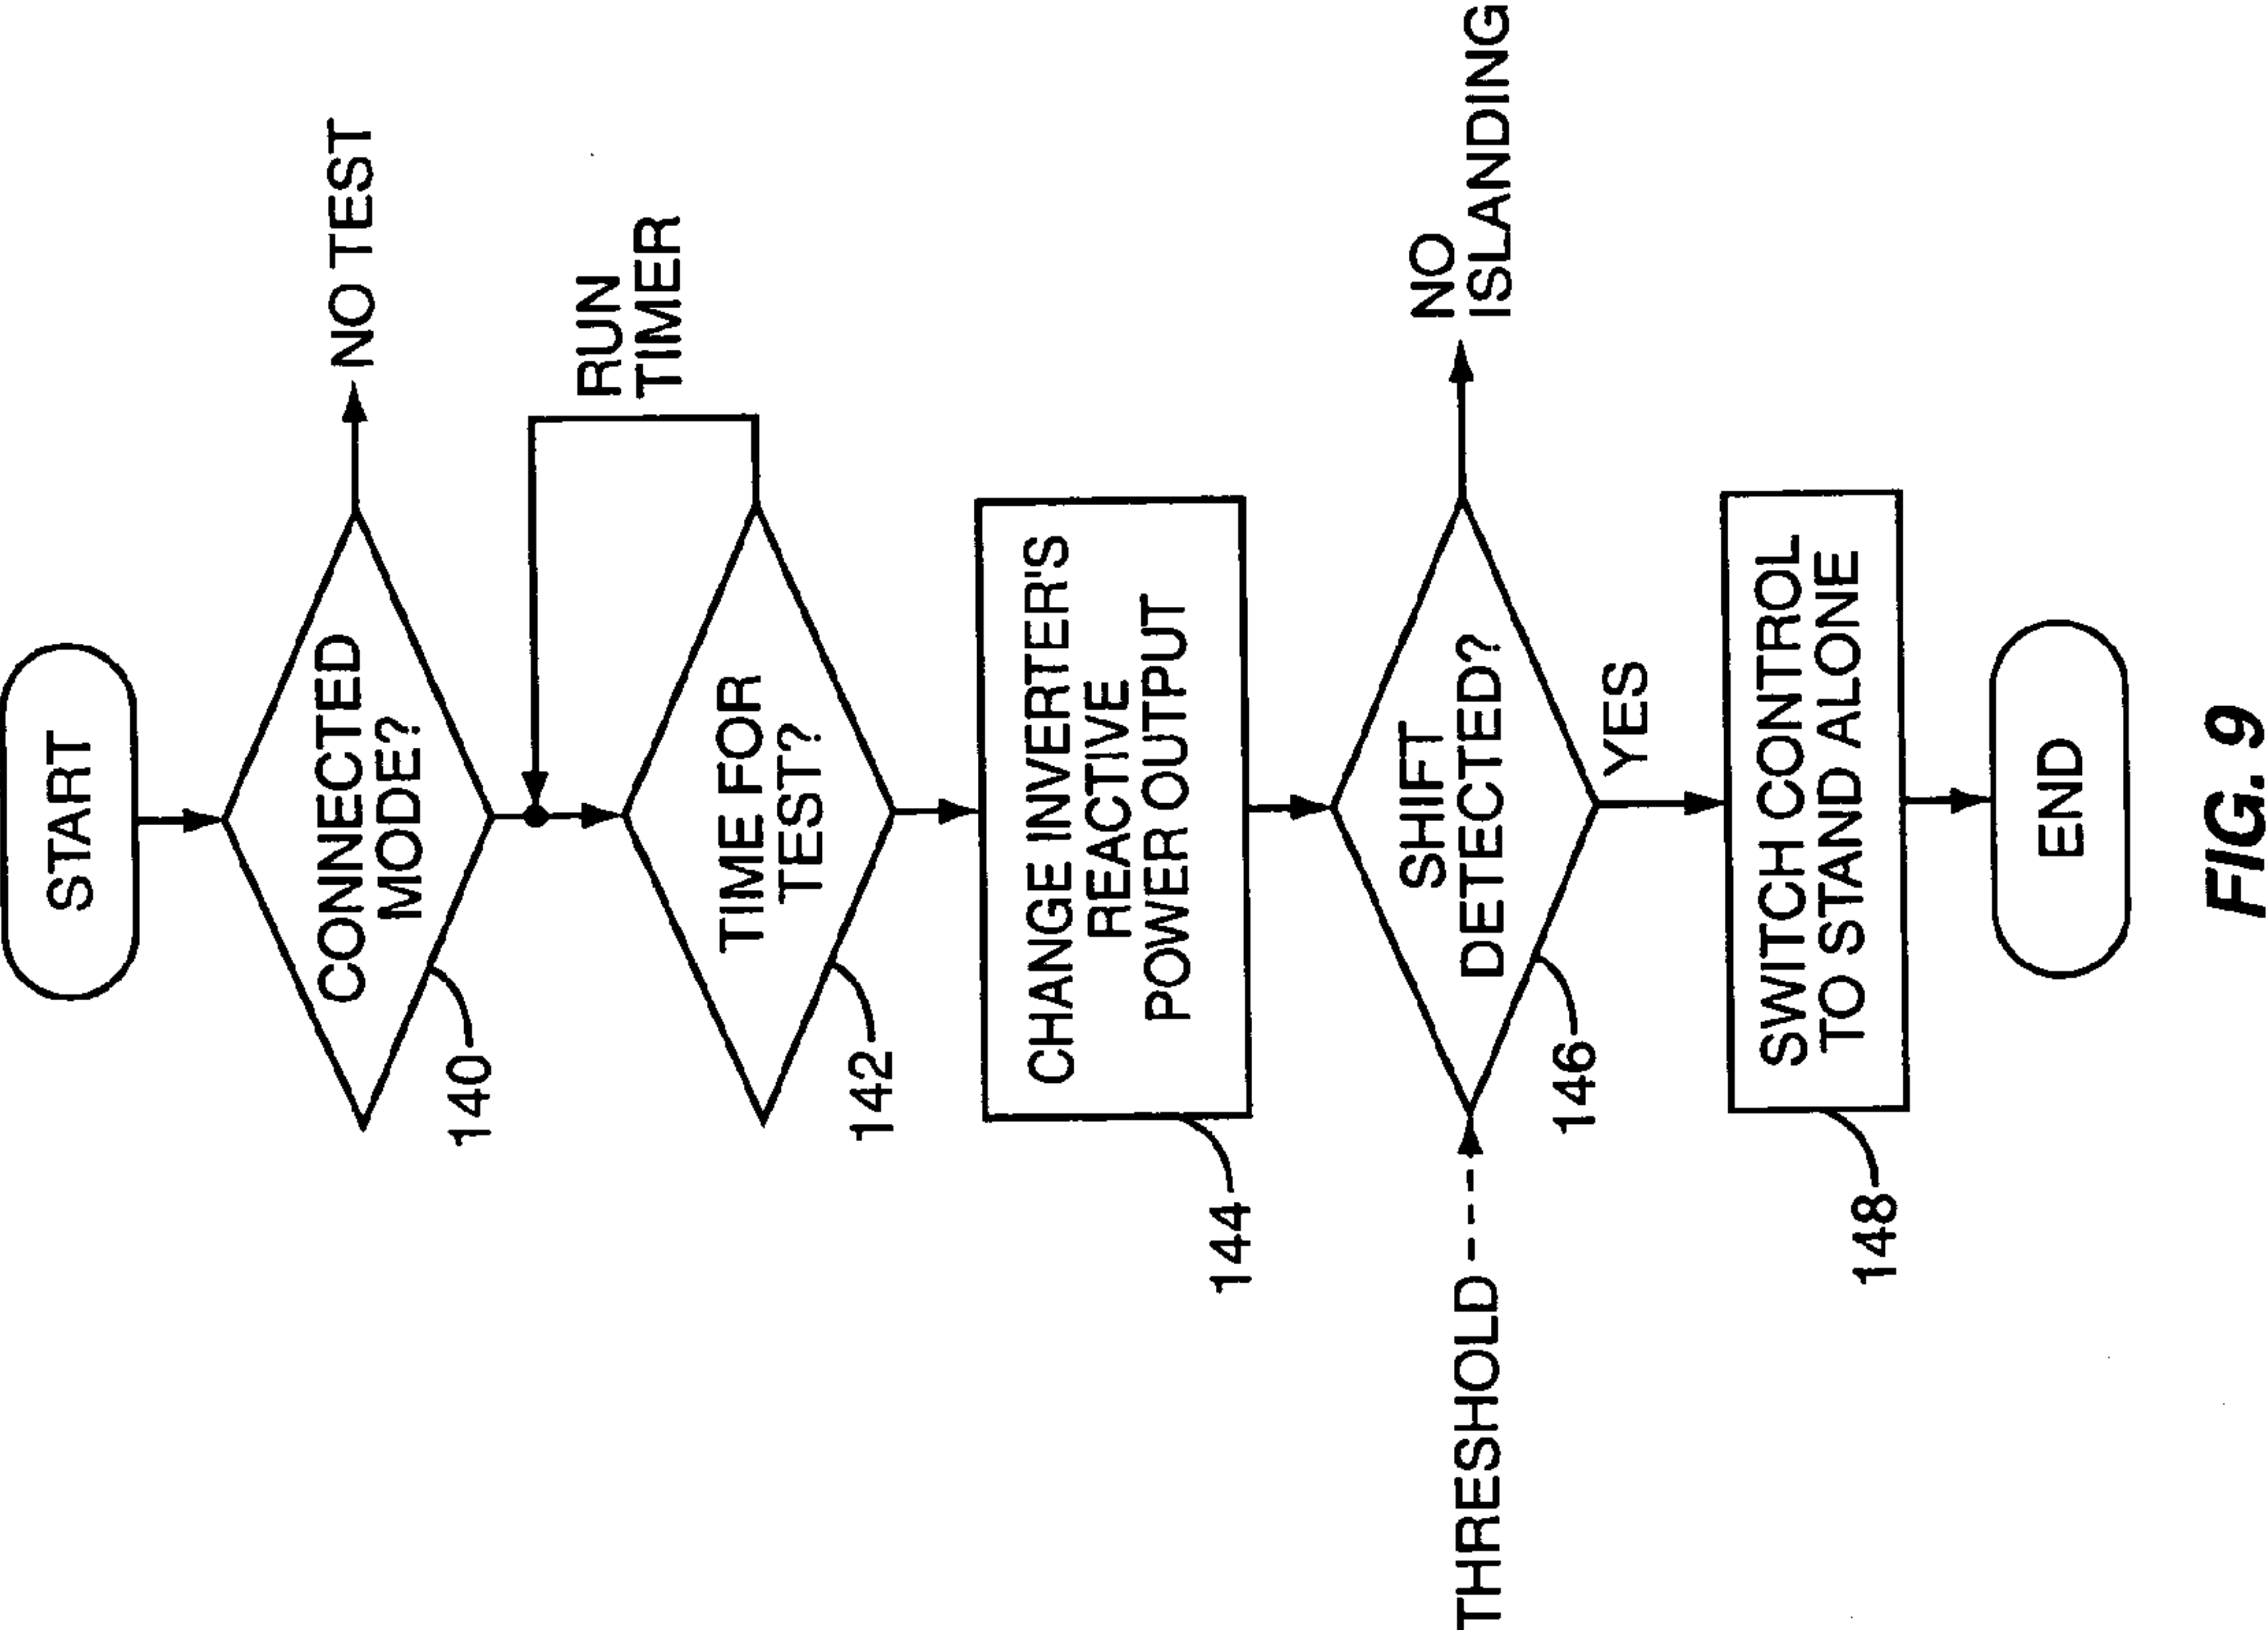 START
CONNECTED
MODE?
NO TEST
140
RUN
TIMER
TIME FOR
TEST?
142
CHANGE INVERTER'S
REACTIVE
POWER OUTPUT
144
THRESHOLD
SHIFT
DETECTED?
NO
ISLANDING
146
YES
SWITCH CONTROL
TO STAND ALONE
148
END
FIG. 9